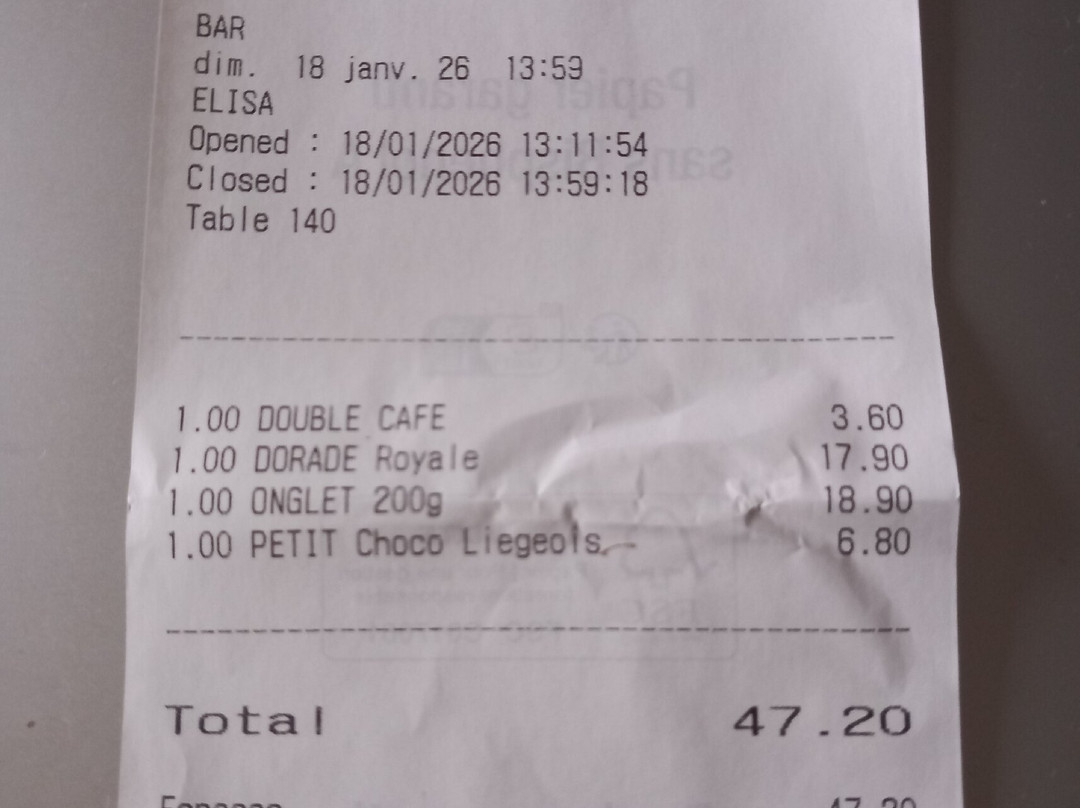 BAR
dim. 18 janv. 26 13:59
ELISA
Opened : 18/01/2026 13:11:54
Closed : 18/01/2026 13:59:18
Table 140
1.00 DOUBLE CAFE 3.60
1.00 DORADE Royale 17.90
1.00 ONGLET 200g 18.90
1.00 PETIT Choco Liegeois 6.80
Total 47.20